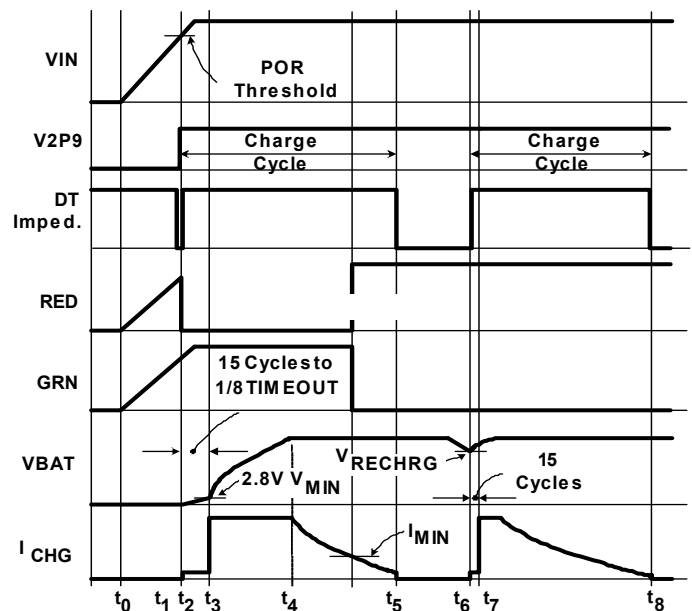 VIN
POR
Threshold
V2P9
Charge
Cycle
Charge
Cycle
DT
Imped.
RED
GRN
15 Cycles to
1/8 TIMEOUT
VBAT
2.8V VMIN
VRECHRG
15
Cycles
I CHG
IMIN
t0 t1 t2 t3 t4 t5 t6 t7 t8